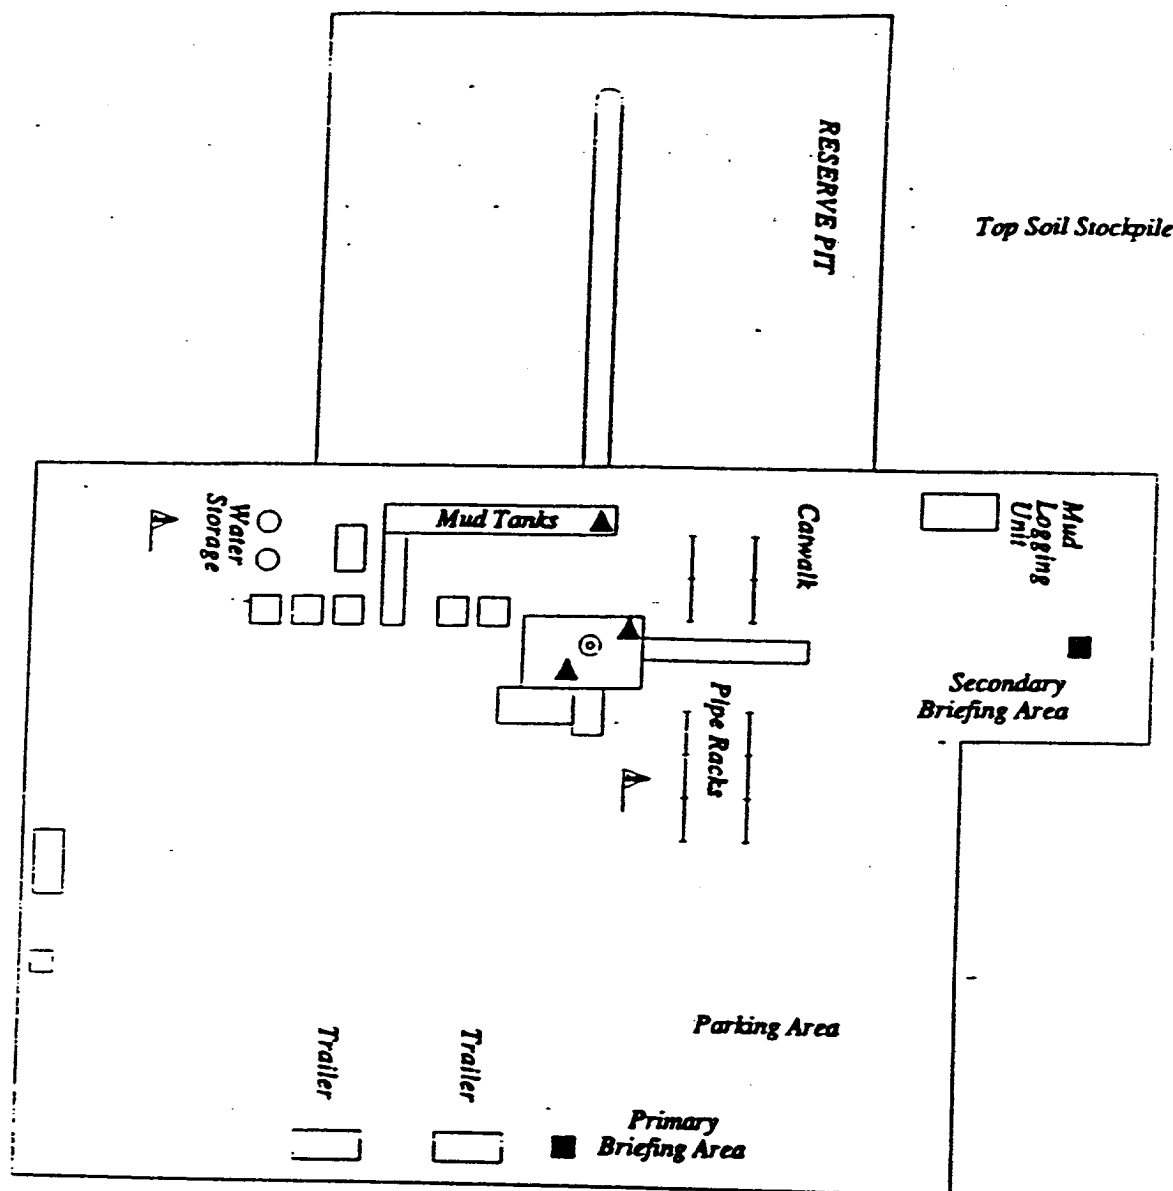 RESERVE PIT
Top Soil Stockpile
Water
Storage
Mud Tanks
Catwalk
Mud
Logging
Unit
Secondary
Briefing Area
Pipe Racks
Parking Area
Trailer
Trailer
Primary
Briefing Area